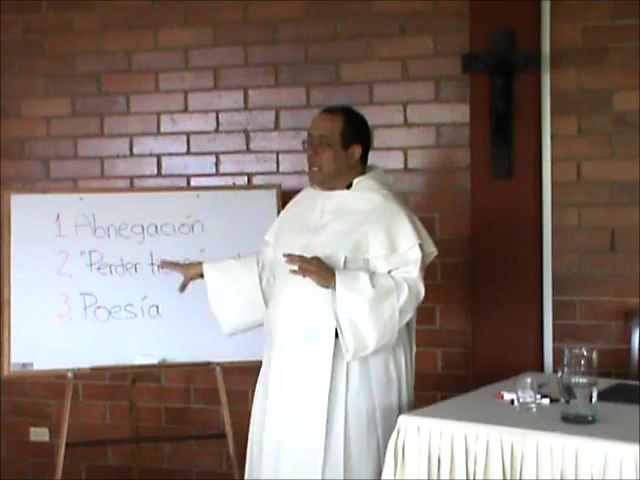 1. Abnegación
2. "Perder
3. Poesía